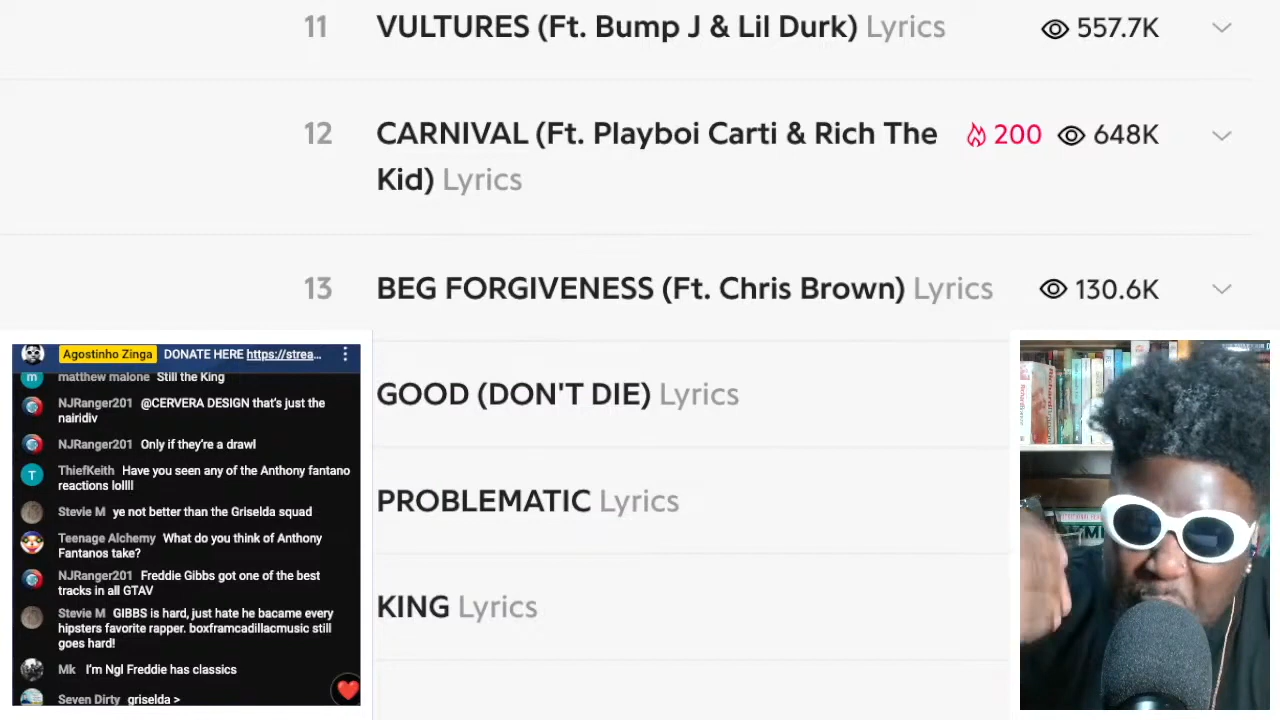 11 VULTURES (Ft. Bump J & Lil Durk) Lyrics 557.7K
12 CARNIVAL (Ft. Playboi Carti & Rich The 200 648K
Kid) Lyrics
13 BEG FORGIVENESS (Ft. Chris Brown) Lyrics 130.6K
GOOD (DON'T DIE) Lyrics
PROBLEMATIC Lyrics
KING Lyrics
Agostinho Zinga DONATE HERE https://strea...
m matthew malone Still the King
NJRanger201 @CERVERA DESIGN that's just the
nairidiv
NJRanger201 Only if they're a drawl
T ThiefKeith Have you seen any of the Anthony fantano
reactions lollll
Stevie M ye not better than the Griselda squad
Teenage Alchemy What do you think of Anthony
Fantanos take?
NJRanger201 Freddie Gibbs got one of the best
tracks in all GTAV
Stevie M GIBBS is hard, just hate he bacame every
hipsters favorite rapper. boxframcadillacmusic still
goes hard!
Mk I'm Ngl Freddie has classics
Seven Dirty griselda >